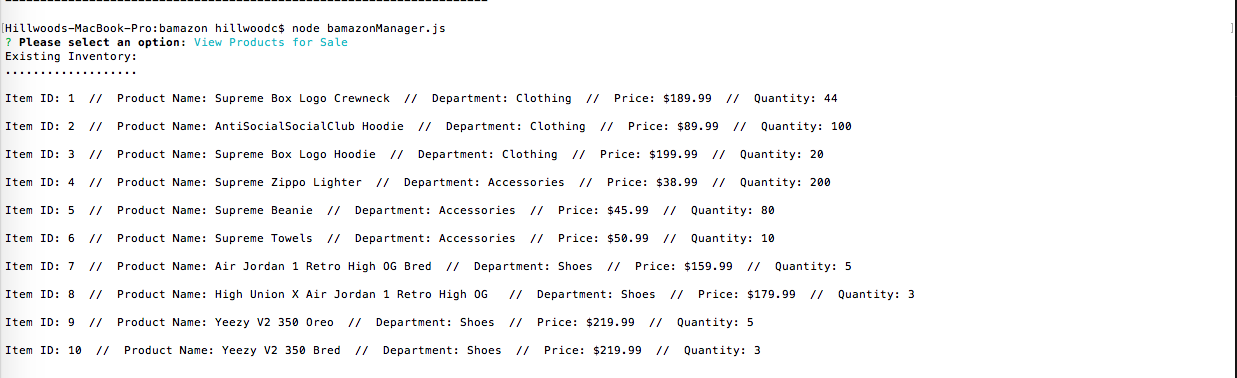 Hillwoods-MacBook-Pro:bamazon hillwoodc$ node bamazonManager.js
? Please select an option: View Products for Sale
Existing Inventory:
...................
Item ID: 1  //  Product Name: Supreme Box Logo Crewneck  //  Department: Clothing  //  Price: $189.99  //  Quantity: 44
Item ID: 2  //  Product Name: AntiSocialSocialClub Hoodie  //  Department: Clothing  //  Price: $89.99  //  Quantity: 100
Item ID: 3  //  Product Name: Supreme Box Logo Hoodie  //  Department: Clothing  //  Price: $199.99  //  Quantity: 20
Item ID: 4  //  Product Name: Supreme Zippo Lighter  //  Department: Accessories  //  Price: $38.99  //  Quantity: 200
Item ID: 5  //  Product Name: Supreme Beanie  //  Department: Accessories  //  Price: $45.99  //  Quantity: 80
Item ID: 6  //  Product Name: Supreme Towels  //  Department: Accessories  //  Price: $50.99  //  Quantity: 10
Item ID: 7  //  Product Name: Air Jordan 1 Retro High OG Bred  //  Department: Shoes  //  Price: $159.99  //  Quantity: 5
Item ID: 8  //  Product Name: High Union X Air Jordan 1 Retro High OG   //  Department: Shoes  //  Price: $179.99  //  Quantity: 3
Item ID: 9  //  Product Name: Yeezy V2 350 Oreo  //  Department: Shoes  //  Price: $219.99  //  Quantity: 5
Item ID: 10  //  Product Name: Yeezy V2 350 Bred  //  Department: Shoes  //  Price: $219.99  //  Quantity: 3